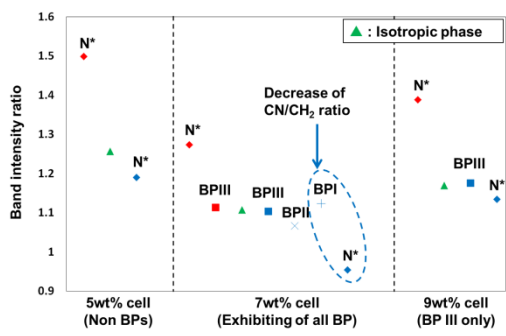 Band intensity ratio
1.6
1.5
1.4
1.3
1.2
1.1
1
0.9
▲ : Isotropic phase
N*
N*
N*
BPIII
BPIII
BPII
BPI
N*
Decrease of
CN/CH₂ ratio
N*
BPIII
N*
5wt% cell
(Non BPs)
7wt% cell
(Exhibiting of all BP)
9wt% cell
(BP III only)